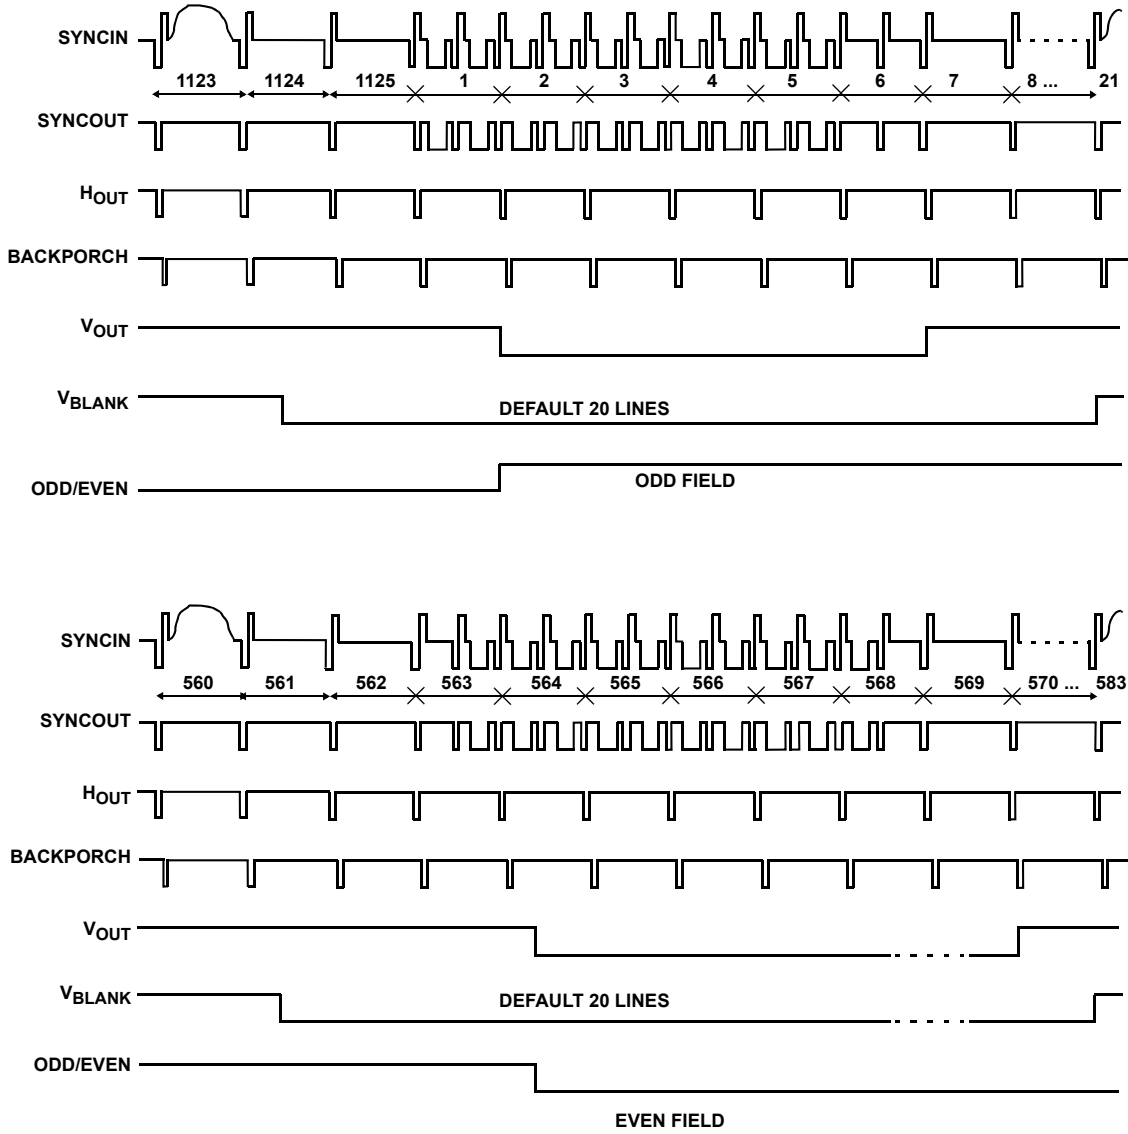 SYNCIN
1123 1124 1125 1 2 3 4 5 6 7 8 ... 21
SYNCOUT
HOUT
BACKPORCH
VOUT
VBLANK
DEFAULT 20 LINES
ODD/EVEN
ODD FIELD
SYNCIN
560 561 562 563 564 565 566 567 568 569 570 ... 583
SYNCOUT
HOUT
BACKPORCH
VOUT
VBLANK
DEFAULT 20 LINES
ODD/EVEN
EVEN FIELD